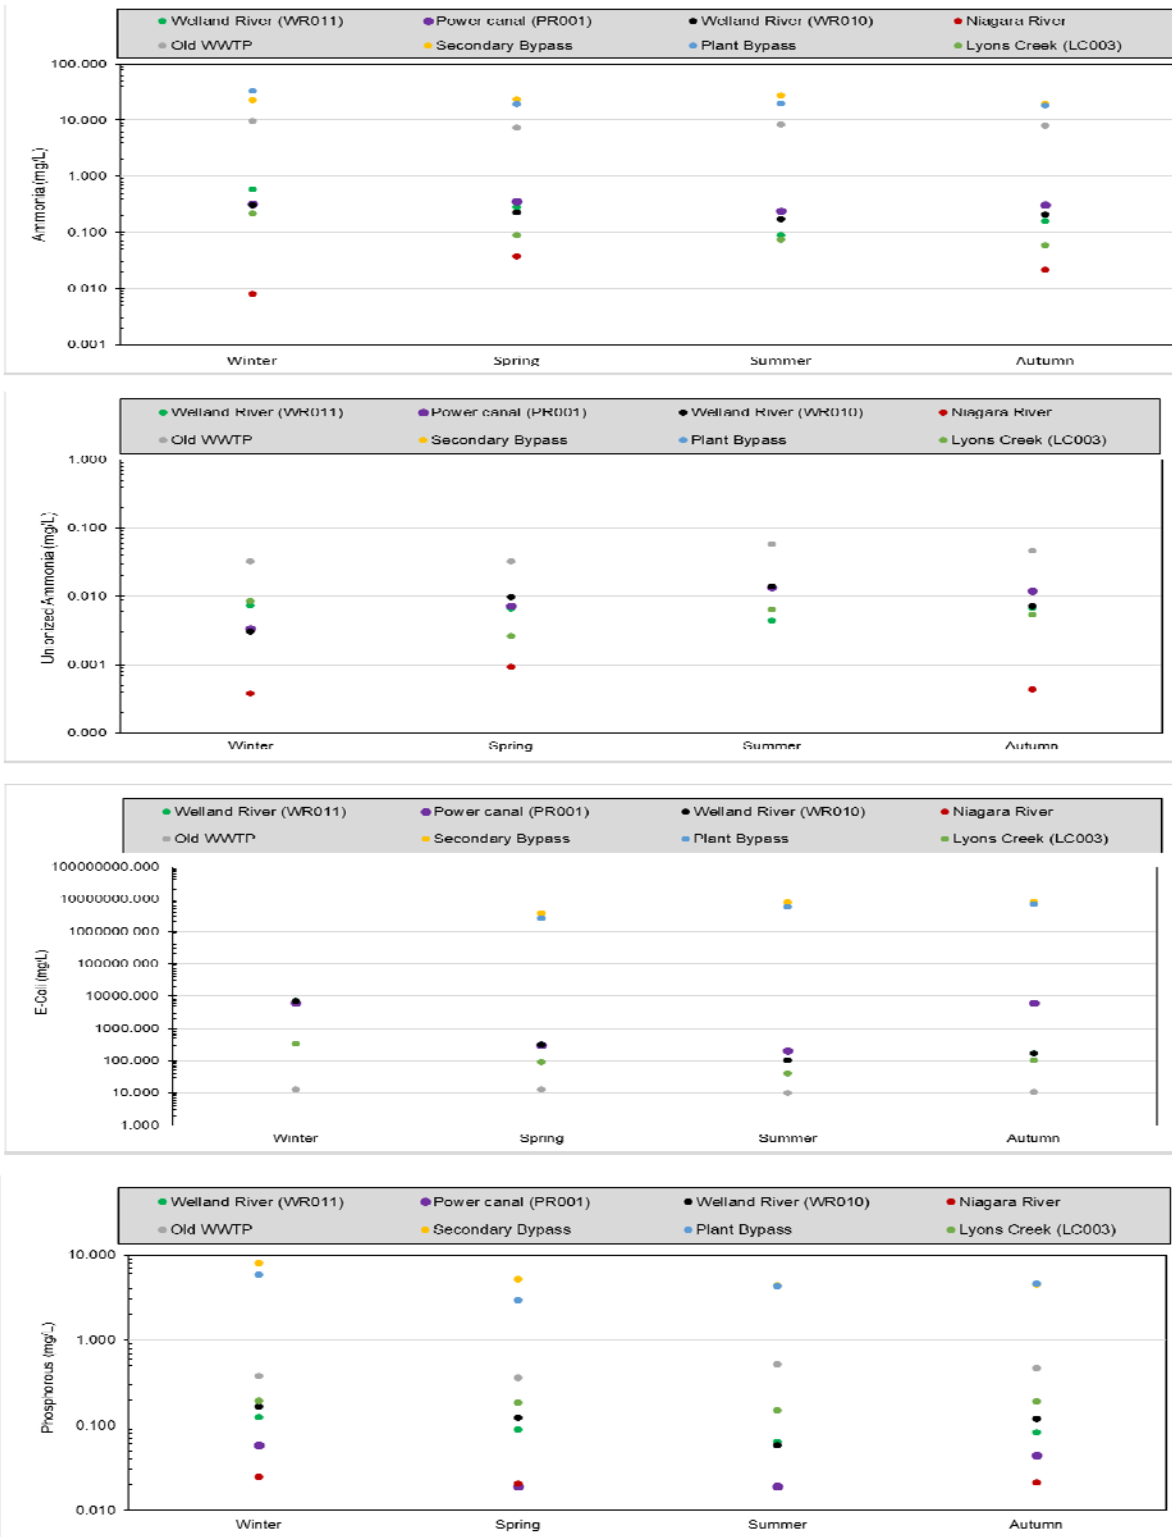 Welland River (WR011) Power canal (PR001) Welland River (WR010) Niagara River
Old WWTP Secondary Bypass Plant Bypass Lyons Creek (LC003)
100.000
10.000
1.000
0.100
0.010
0.001
Ammonia (mg/L)
Winter Spring Summer Autumn
Welland River (WR011) Power canal (PR001) Welland River (WR010) Niagara River
Old WWTP Secondary Bypass Plant Bypass Lyons Creek (LC003)
1.000
0.100
0.010
0.001
0.000
Unionized Ammonia (mg/L)
Winter Spring Summer Autumn
Welland River (WR011) Power canal (PR001) Welland River (WR010) Niagara River
Old WWTP Secondary Bypass Plant Bypass Lyons Creek (LC003)
100000000.000
10000000.000
1000000.000
100000.000
10000.000
1000.000
100.000
10.000
1.000
E-Coli (mg/L)
Winter Spring Summer Autumn
Welland River (WR011) Power canal (PR001) Welland River (WR010) Niagara River
Old WWTP Secondary Bypass Plant Bypass Lyons Creek (LC003)
10.000
1.000
0.100
0.010
Phosphorous (mg/L)
Winter Spring Summer Autumn